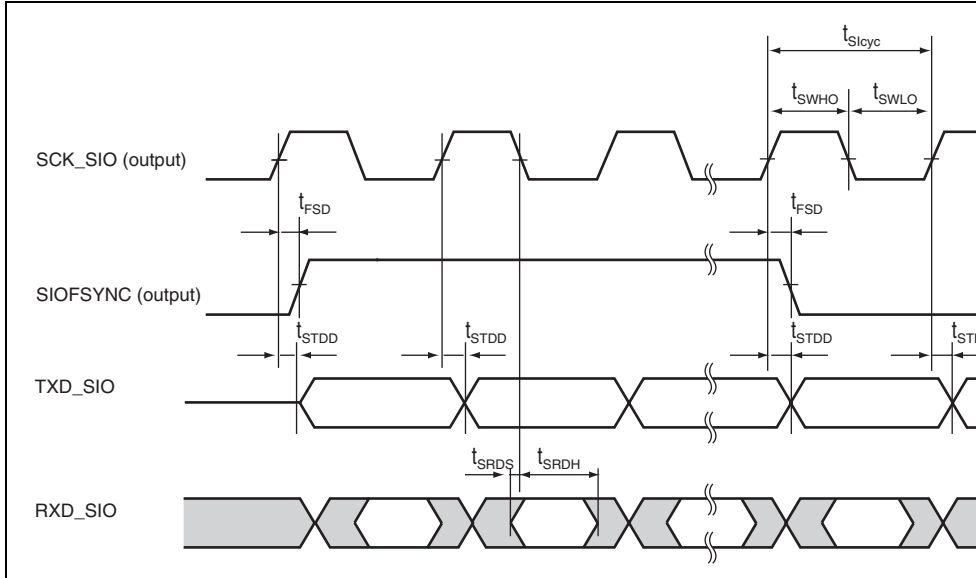 tSIcyc
tSWHO tSWLO
SCK_SIO (output)
tFSD tFSD
SIOFSYNC (output)
tSTDD tSTDD tSTDD
TXD_SIO
tSRDS tSRDH
RXD_SIO